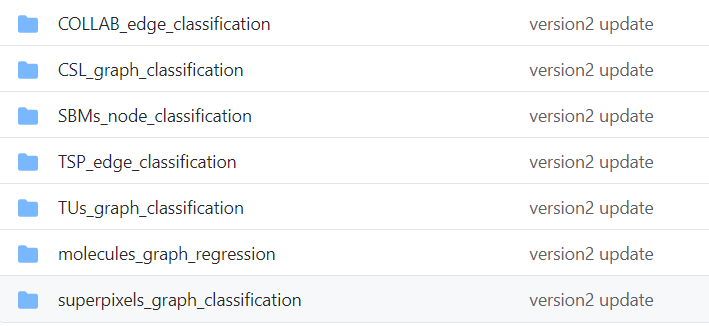 COLLAB_edge_classification version2 update
CSL_graph_classification version2 update
SBMs_node_classification version2 update
TSP_edge_classification version2 update
TUs_graph_classification version2 update
molecules_graph_regression version2 update
superpixels_graph_classification version2 update